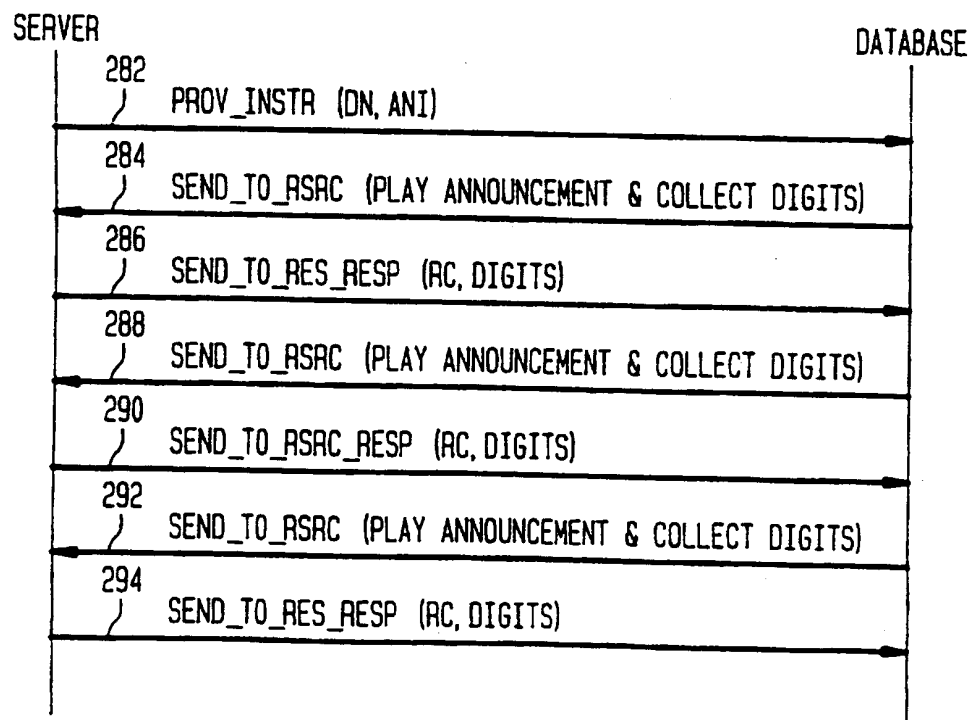 SERVER
DATABASE
282
PROV_INSTR (DN, ANI)
284
SEND_TO_RSRC (PLAY ANNOUNCEMENT & COLLECT DIGITS)
286
SEND_TO_RES_RESP (RC, DIGITS)
288
SEND_TO_RSRC (PLAY ANNOUNCEMENT & COLLECT DIGITS)
290
SEND_TO_RSRC_RESP (RC, DIGITS)
292
SEND_TO_RSRC (PLAY ANNOUNCEMENT & COLLECT DIGITS)
294
SEND_TO_RES_RESP (RC, DIGITS)